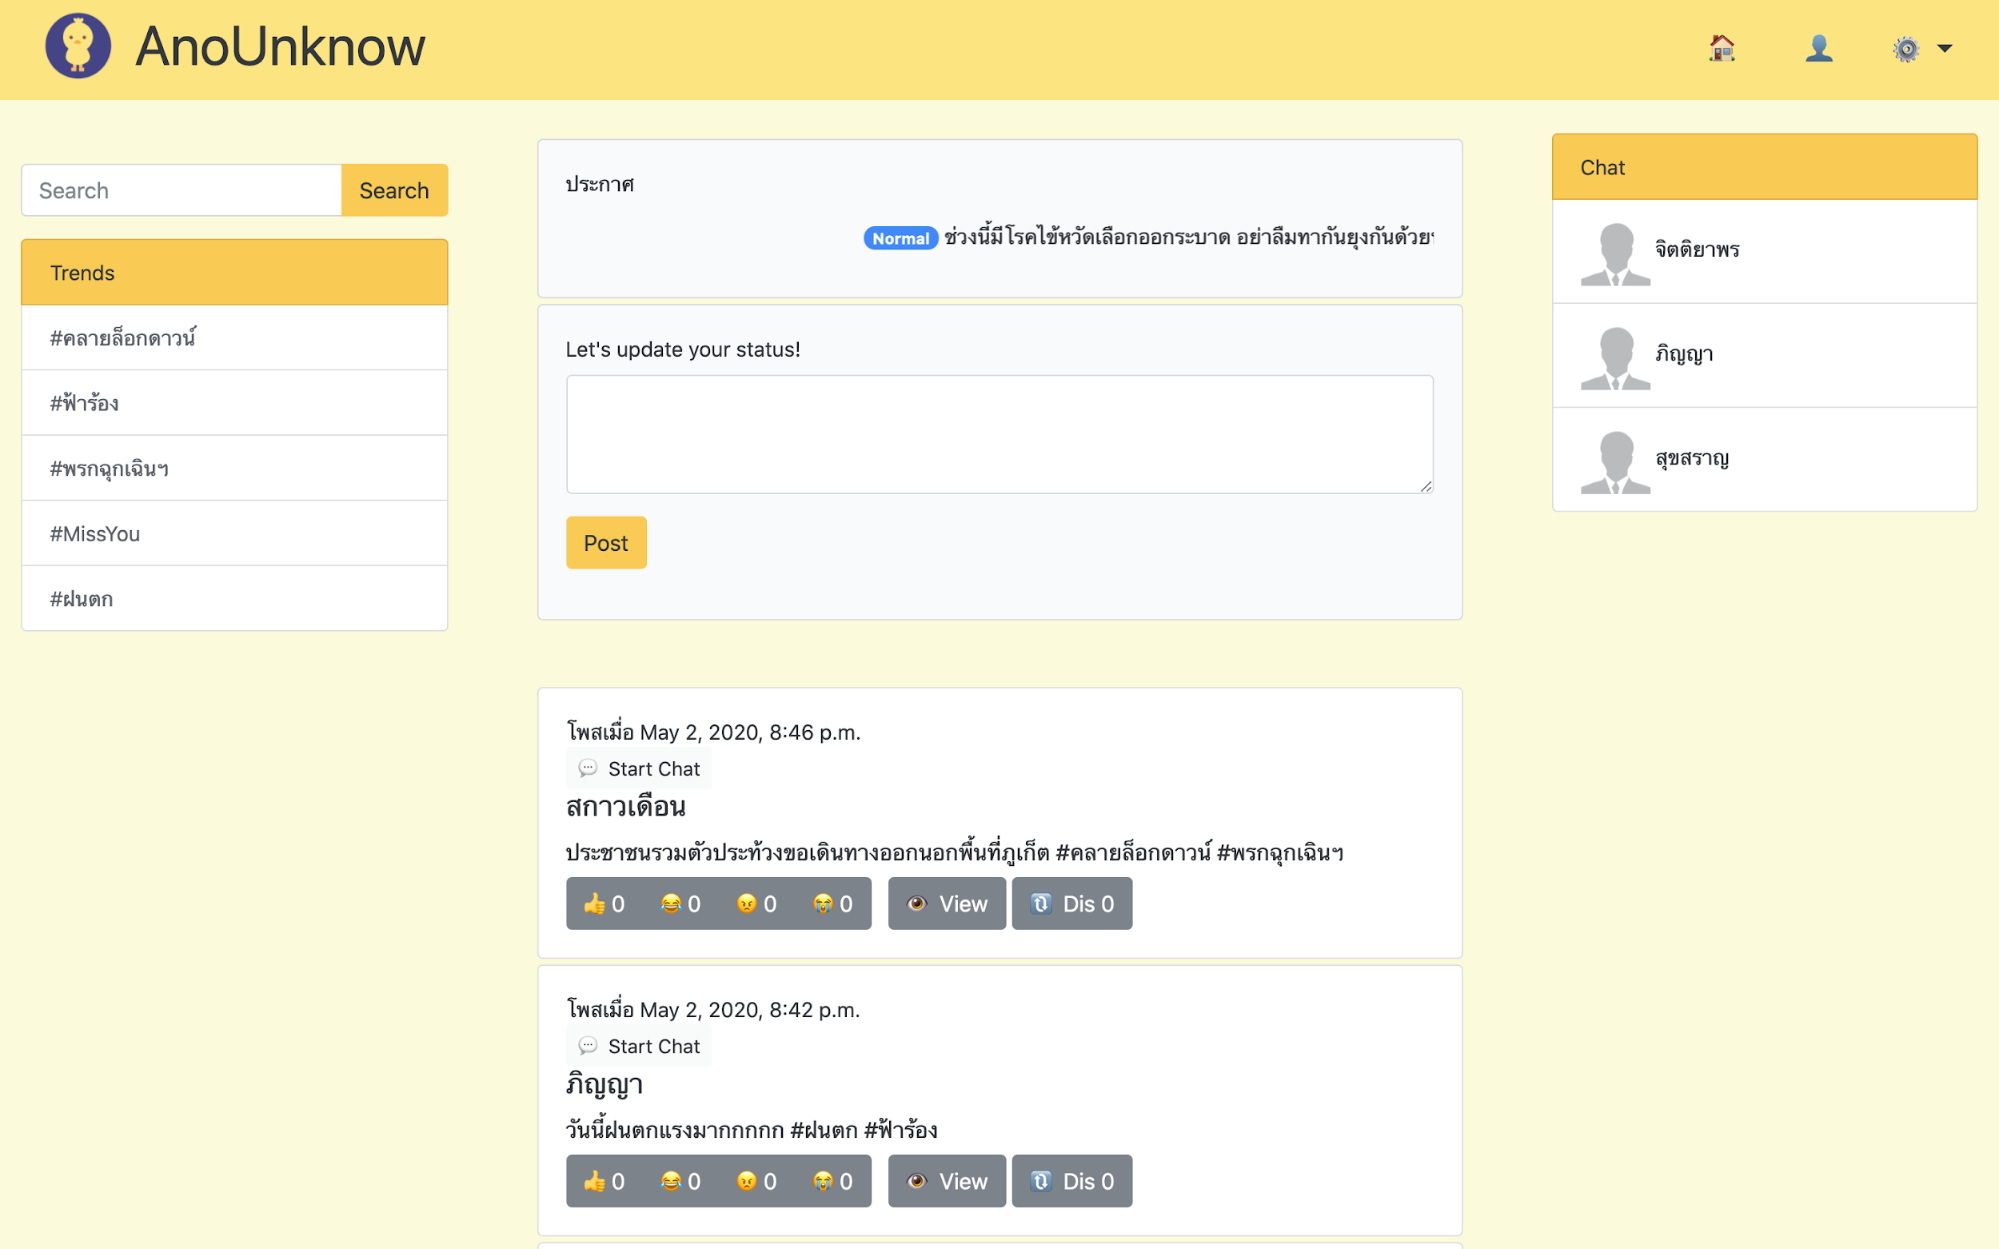 AnoUnknow
Search
Search
Trends
#คลายล็อกดาวน์
#ฟ้าร้อง
#พรกฉุกเฉินฯ
#MissYou
#ฝนตก
ประกาศ
Normal ช่วงนี้มีโรคไข้หวัดเลือกออกระบาด อย่าลืมทากันยุงกันด้วย
Let's update your status!
Post
โพสเมื่อ May 2, 2020, 8:46 p.m.
Start Chat
สกาวเดือน
ประชาชนรวมตัวประท้วงขอเดินทางออกนอกพื้นที่ภูเก็ต #คลายล็อกดาวน์ #พรกฉุกเฉินฯ
0 0 0 0 View Dis 0
โพสเมื่อ May 2, 2020, 8:42 p.m.
Start Chat
ภิญญา
วันนี้ฝนตกแรงมากกกกก #ฝนตก #ฟ้าร้อง
0 0 0 0 View Dis 0
Chat
จิตติยาพร
ภิญญา
สุขสราญ